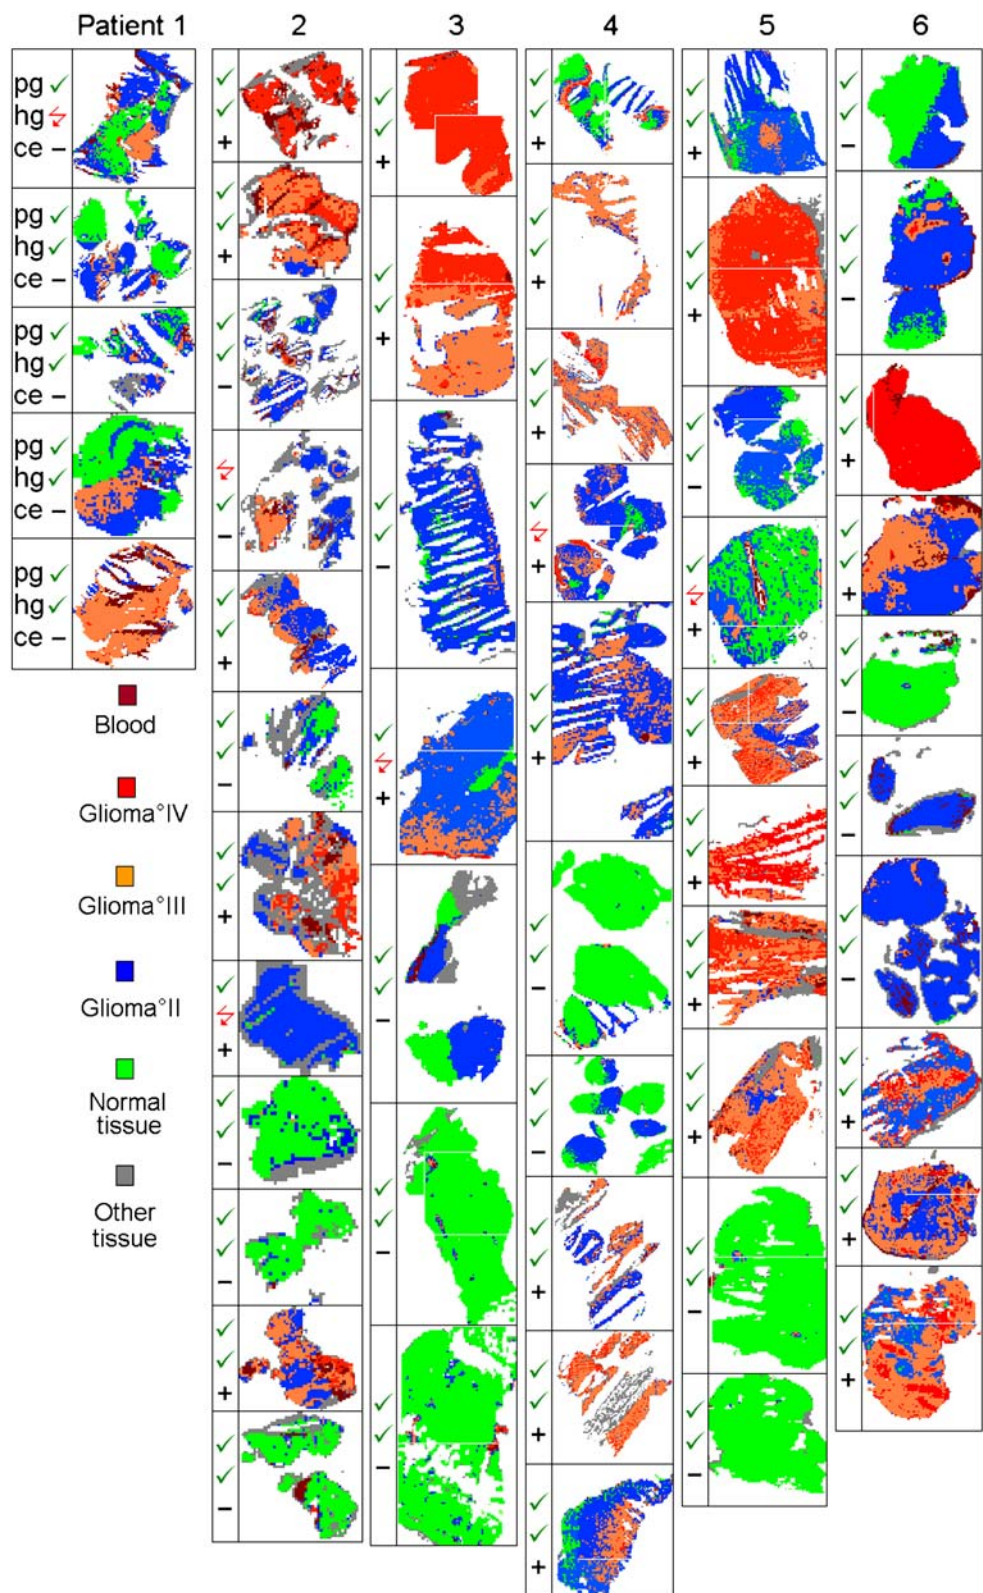 Patient 1 2 3 4 5 6
pg ✓
hg
ce −
pg ✓
hg ✓
ce −
pg ✓
hg ✓
ce −
pg ✓
hg ✓
ce −
pg ✓
hg ✓
ce −
Blood
Glioma°IV
Glioma°III
Glioma°II
Normal
tissue
Other
tissue